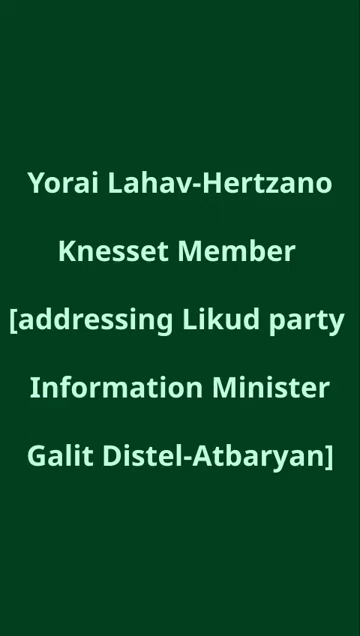 Yorai Lahav-Hertzano
Knesset Member
[addressing Likud party
Information Minister
Galit Distel-Atbaryan]